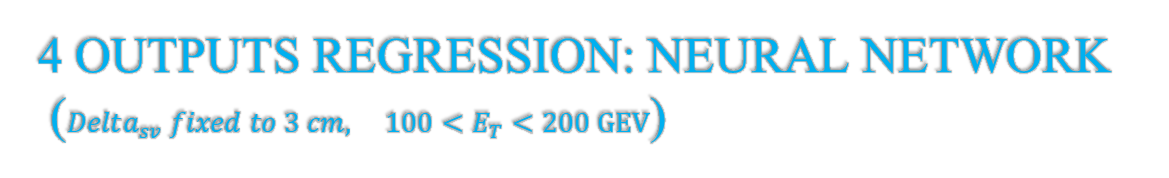 4 OUTPUTS REGRESSION: NEURAL NETWORK
(Delta_sv fixed to 3 cm, 100 < E_T < 200 GEV)